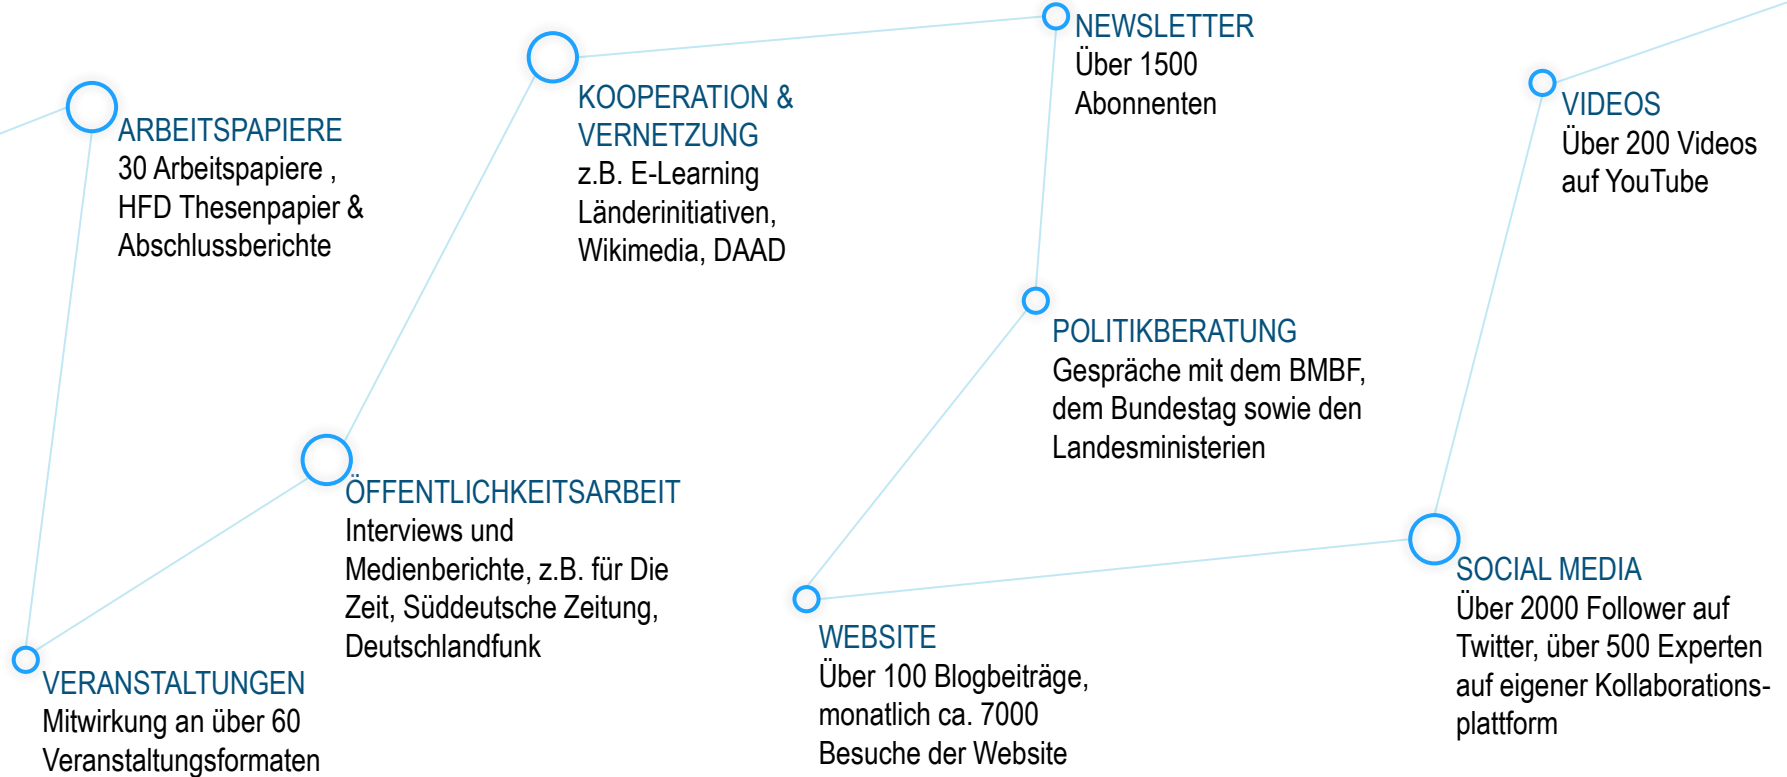 ARBEITSPAPIERE
30 Arbeitspapiere ,
HFD Thesenpapier &
Abschlussberichte
VERANSTALTUNGEN
Mitwirkung an über 60
Veranstaltungsformaten
ÖFFENTLICHKEITSARBEIT
Interviews und
Medienberichte, z.B. für Die
Zeit, Süddeutsche Zeitung,
Deutschlandfunk
KOOPERATION &
VERNETZUNG
z.B. E-Learning
Länderinitiativen,
Wikimedia, DAAD
NEWSLETTER
Über 1500
Abonnenten
POLITIKBERATUNG
Gespräche mit dem BMBF,
dem Bundestag sowie den
Landesministerien
WEBSITE
Über 100 Blogbeiträge,
monatlich ca. 7000
Besuche der Website
SOCIAL MEDIA
Über 2000 Follower auf
Twitter, über 500 Experten
auf eigener Kollaborations-
plattform
VIDEOS
Über 200 Videos
auf YouTube